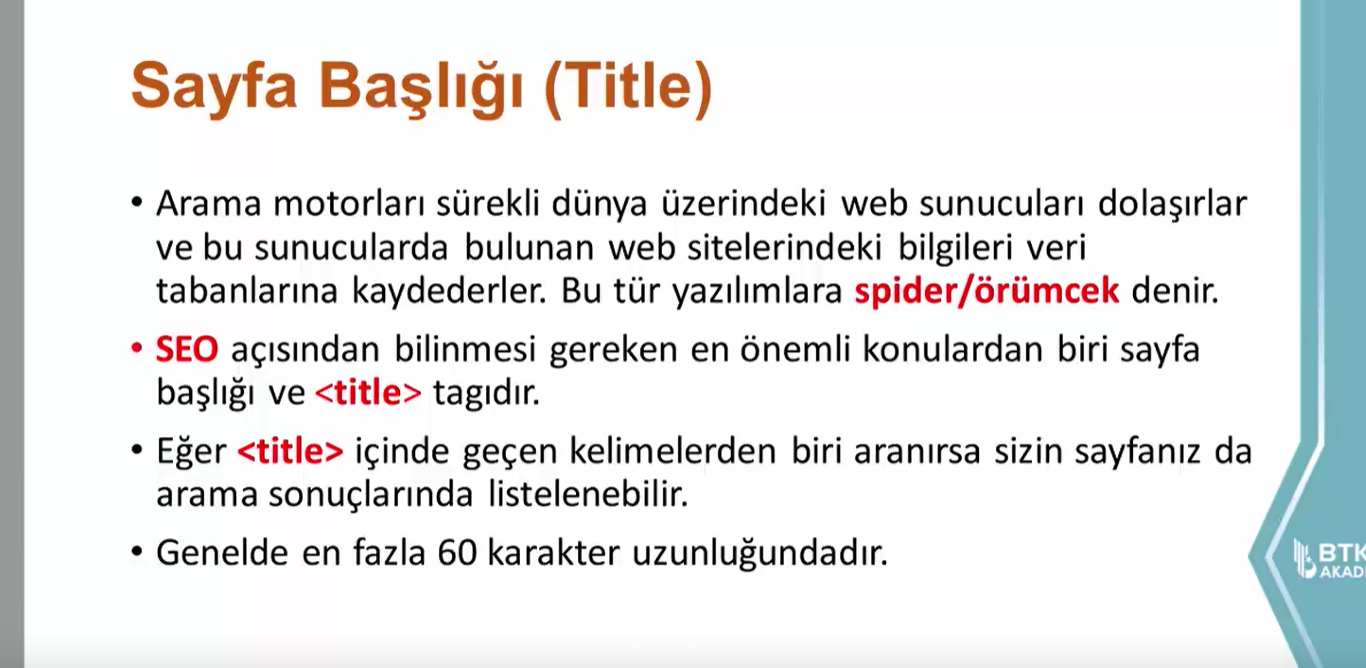 Sayfa Başlığı (Title)
• Arama motorları sürekli dünya üzerindeki web sunucuları dolaşırlar
ve bu sunucularda bulunan web sitelerindeki bilgileri veri
tabanlarına kaydederler. Bu tür yazılımlara spider/örümcek denir.
• SEO açısından bilinmesi gereken en önemli konulardan biri sayfa
başlığı ve <title> tagıdır.
• Eğer <title> içinde geçen kelimelerden biri aranırsa sizin sayfanız da
arama sonuçlarında listelenebilir.
• Genelde en fazla 60 karakter uzunluğundadır.
BTK
AKAD